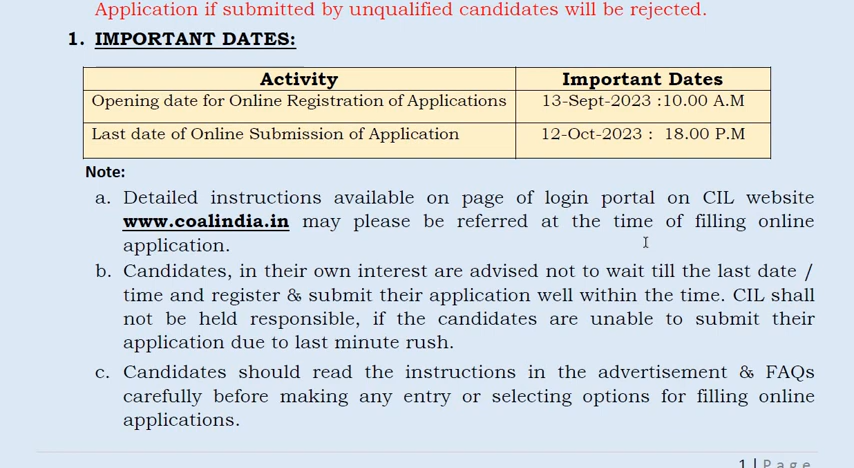 Application if submitted by unqualified candidates will be rejected.
1. IMPORTANT DATES:
Activity Important Dates
Opening date for Online Registration of Applications 13-Sept-2023 :10.00 A.M
Last date of Online Submission of Application 12-Oct-2023 : 18.00 P.M
Note:
a. Detailed instructions available on page of login portal on CIL website
www.coalindia.in may please be referred at the time of filling online
application.
b. Candidates, in their own interest are advised not to wait till the last date /
time and register & submit their application well within the time. CIL shall
not be held responsible, if the candidates are unable to submit their
application due to last minute rush.
c. Candidates should read the instructions in the advertisement & FAQs
carefully before making any entry or selecting options for filling online
applications.
1 | Page